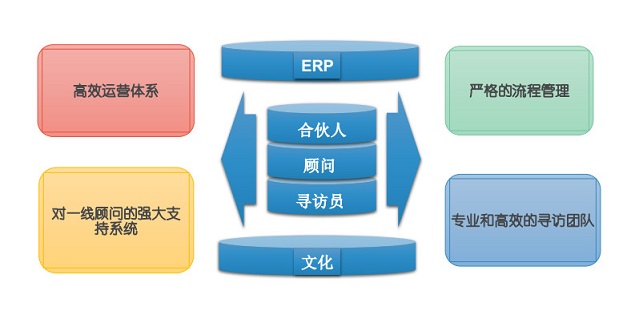 ERP
高效运营体系
严格的流程管理
合伙人
顾问
寻访员
对一线顾问的强大支
持系统
专业和高效的寻访团队
文化